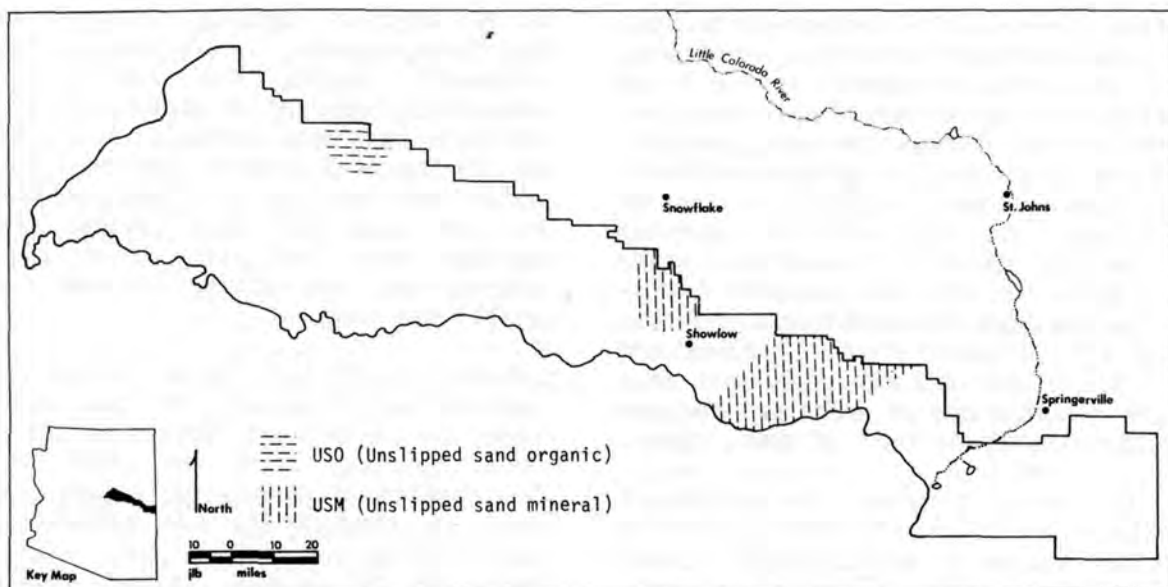 Little Colorado River
Snowflake
St. Johns
Showlow
Springerville
USO (Unslipped sand organic)
USM (Unslipped sand mineral)
North
10 0 10 20
jlb miles
Key Map